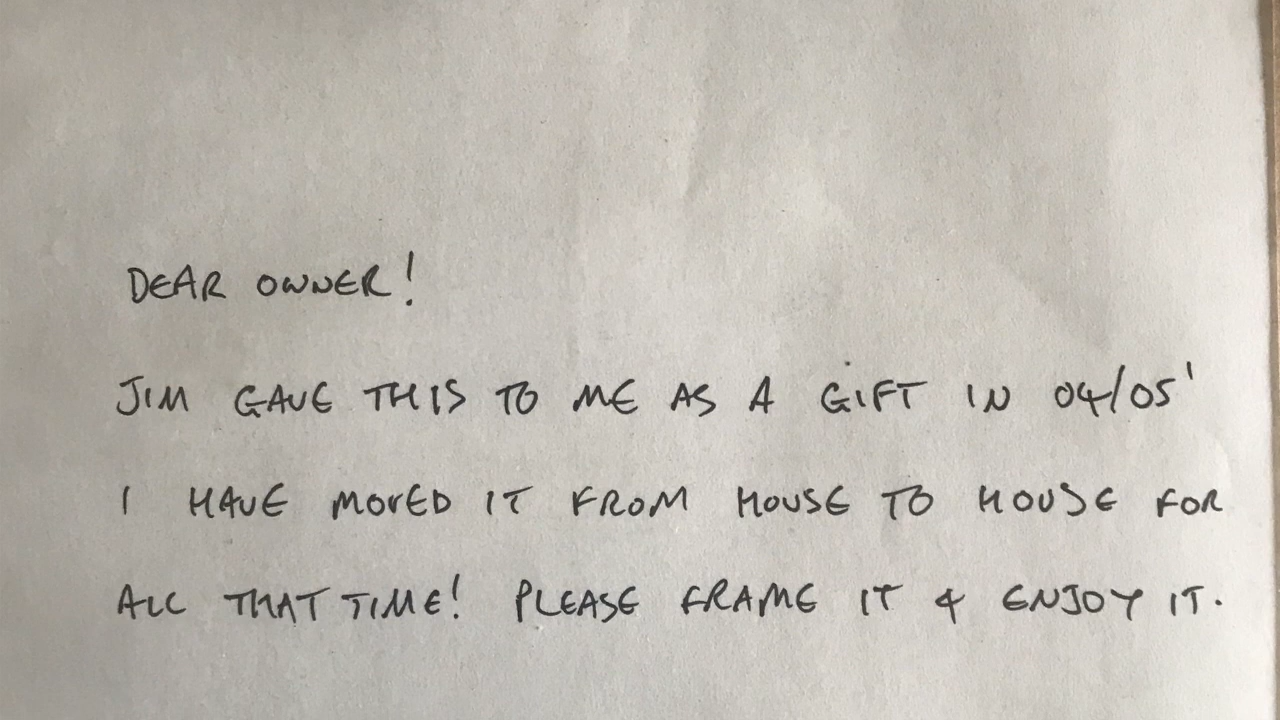 DEAR OWNER!
JIM GAVE THIS TO ME AS A GIFT IN 04/05'
I HAVE MOVED IT FROM HOUSE TO HOUSE FOR
ALL THAT TIME! PLEASE FRAME IT & ENJOY IT.